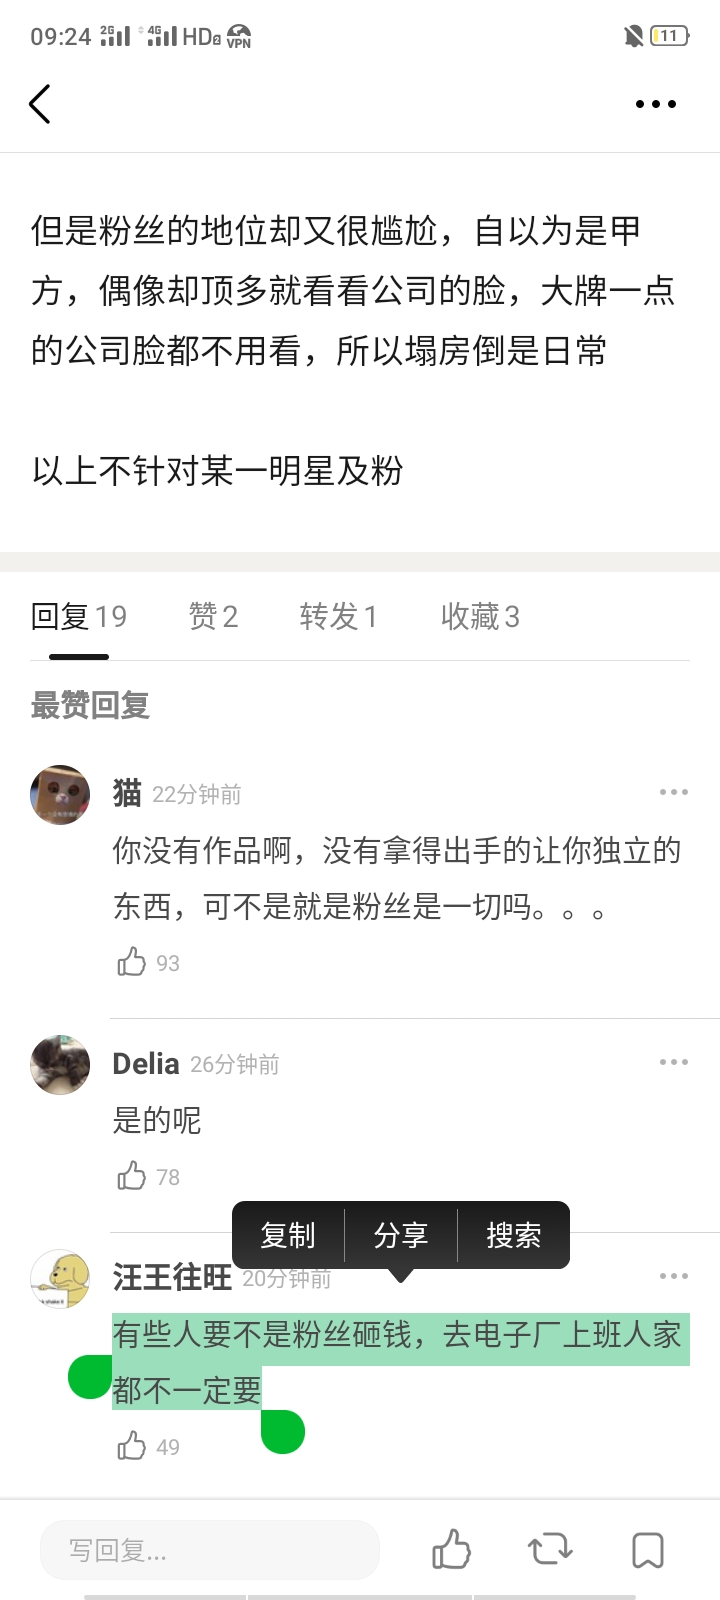 09:24 2G 4G HD2 VPN 11
但是粉丝的地位却又很尴尬，自以为是甲
方，偶像却顶多就看看公司的脸，大牌一点
的公司脸都不用看，所以塌房倒是日常
以上不针对某一明星及粉
回复 19 赞 2 转发 1 收藏 3
最赞回复
猫 22分钟前
你没有作品啊，没有拿得出手的让你独立的
东西，可不是就是粉丝是一切吗。。。
93
Delia 26分钟前
是的呢
78
复制 分享 搜索
汪王往旺 20分钟前
有些人要不是粉丝砸钱，去电子厂上班人家
都不一定要
49
写回复...